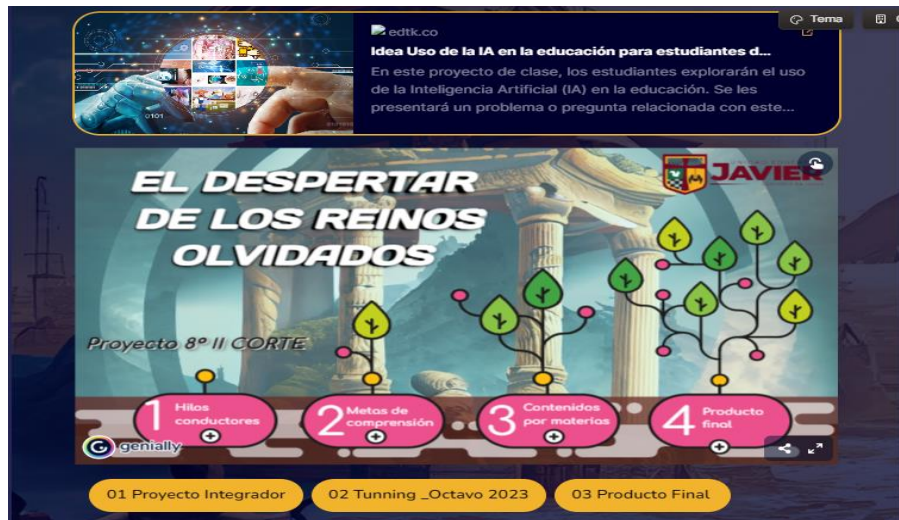 Tema
edtk.co
Idea Uso de la IA en la educación para estudiantes d...
En este proyecto de clase, los estudiantes explorarán el uso
de la Inteligencia Artificial (IA) en la educación. Se les
presentará un problema o pregunta relacionada con este...
0101
EL DESPERTAR
DE LOS REINOS
OLVIDADOS
JAVIER
Proyecto 8º II CORTE
1 Hilos
conductores
2 Metas de
comprensión
3 Contenidos
por materias
4 Producto
final
genially
01 Proyecto Integrador
02 Tunning _Octavo 2023
03 Producto Final